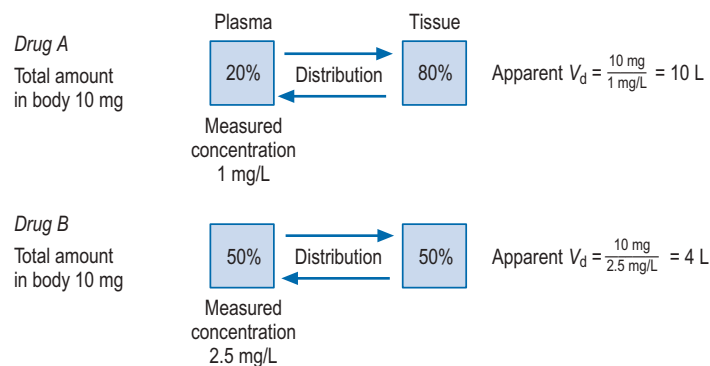 Plasma Tissue
Drug A
Total amount
in body 10 mg
20% Distribution 80%
Apparent Vd = 10 mg / 1 mg/L = 10 L
Measured
concentration
1 mg/L
Drug B
Total amount
in body 10 mg
50% Distribution 50%
Apparent Vd = 10 mg / 2.5 mg/L = 4 L
Measured
concentration
2.5 mg/L